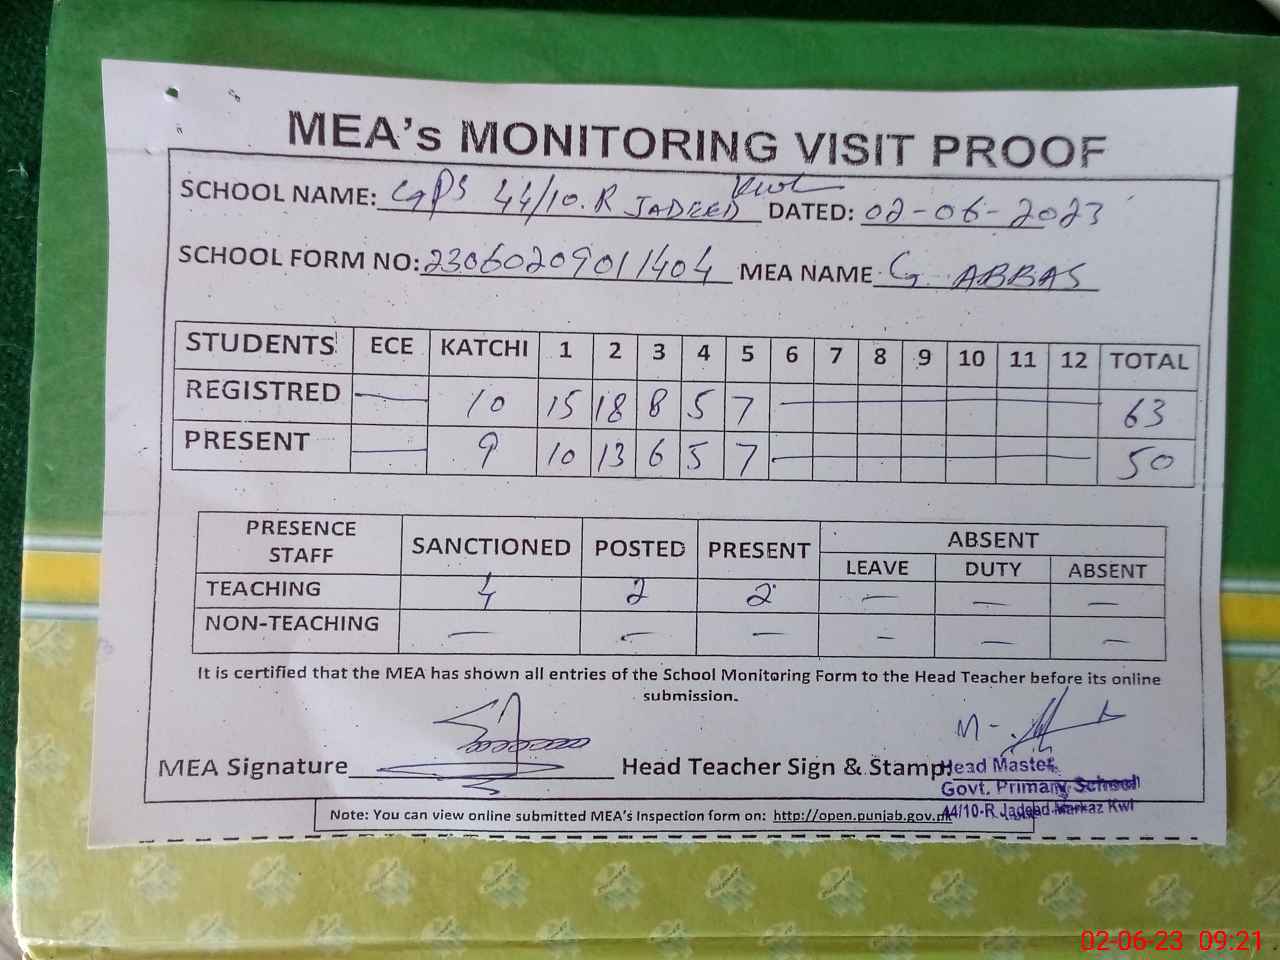 MEA's MONITORING VISIT PROOF
SCHOOL NAME: GPS 44/10.R JADEED Kwl DATED: 02-06-2023
SCHOOL FORM NO: 23060209011404 MEA NAME G. ABBAS
STUDENTS ECE KATCHI 1 2 3 4 5 6 7 8 9 10 11 12 TOTAL
REGISTRED — 10 15 18 8 5 7 — 63
PRESENT — 9 10 13 6 5 7 — 50
PRESENCE STAFF SANCTIONED POSTED PRESENT ABSENT
LEAVE DUTY ABSENT
TEACHING 4 2 2 — — —
NON-TEACHING — — — — — —
It is certified that the MEA has shown all entries of the School Monitoring Form to the Head Teacher before its online
submission.
MEA Signature Head Teacher Sign & Stamp:
Head Master
Govt. Primary School
44/10-R Jadeed Markaz Kwl
Note: You can view online submitted MEA's Inspection form on: http://open.punjab.gov.pk
02-06-23 09:21